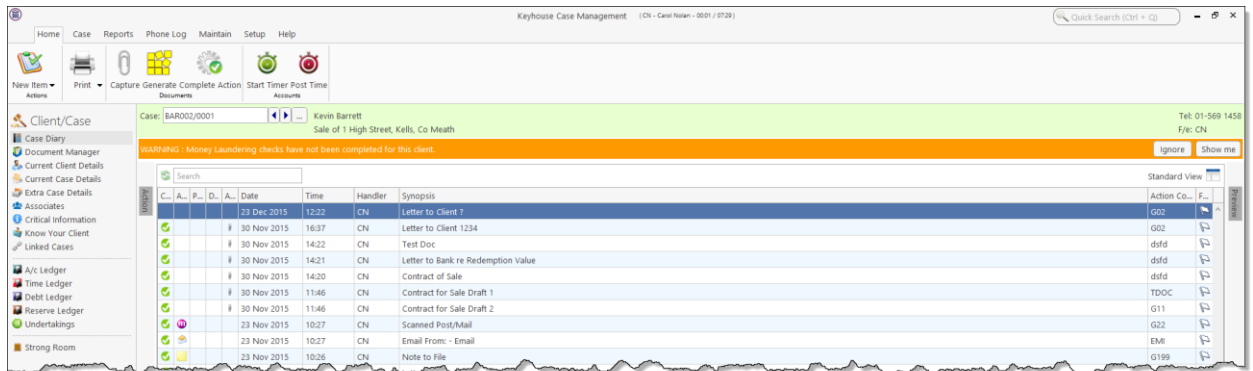 Keyhouse Case Management (CN - Carol Nolan - 00:01 / 07:29)
Quick Search (Ctrl + Q)
Home Case Reports Phone Log Maintain Setup Help
New Item Print Capture Generate Complete Action Start Timer Post Time
Actions Documents Accounts
Client/Case
Case Diary
Document Manager
Current Client Details
Current Case Details
Extra Case Details
Associates
Critical Information
Know Your Client
Linked Cases
A/c Ledger
Time Ledger
Debt Ledger
Reserve Ledger
Undertakings
Strong Room
Case: BAR002/0001 ... Kevin Barrett Tel: 01-569 1458
Sale of 1 High Street, Kells, Co Meath F/e: CN
WARNING : Money Laundering checks have not been completed for this client. Ignore Show me
Search Standard View
Action
Preview
C... A... P... D.. A... Date Time Handler Synopsis Action Co... F...
23 Dec 2015 12:22 CN Letter to Client ? G02
30 Nov 2015 16:37 CN Letter to Client 1234 G02
30 Nov 2015 14:22 CN Test Doc dsfd
30 Nov 2015 14:21 CN Letter to Bank re Redemption Value dsfd
30 Nov 2015 14:20 CN Contract of Sale dsfd
30 Nov 2015 11:46 CN Contract for Sale Draft 1 TDOC
30 Nov 2015 11:46 CN Contract for Sale Draft 2 G11
23 Nov 2015 10:27 CN Scanned Post/Mail G22
23 Nov 2015 10:27 CN Email From: - Email EMI
23 Nov 2015 10:26 CN Note to File G199